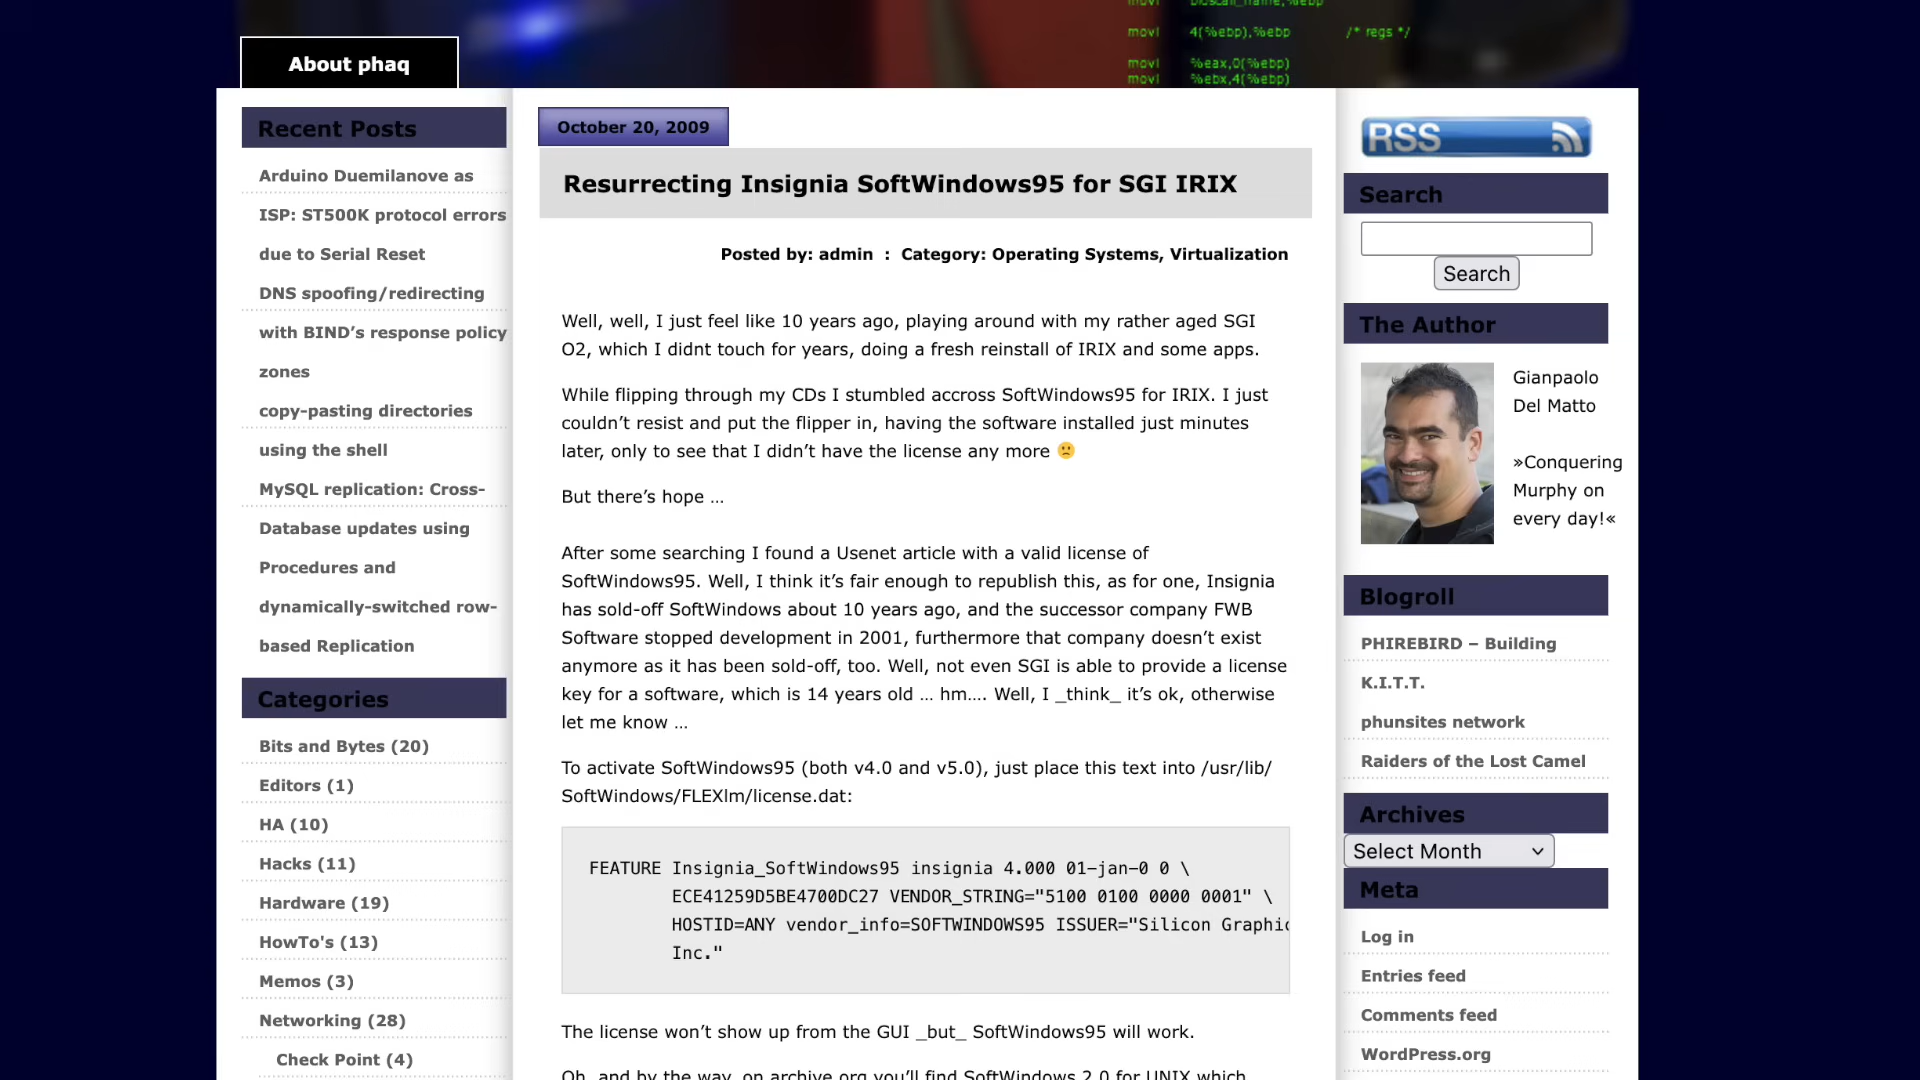 movl 4(%ebp),%ebp /* regs */
movl %eax,0(%ebp)
movl %ebx,4(%ebp)
About phaq
Recent Posts
Arduino Duemilanove as
ISP: ST500K protocol errors
due to Serial Reset
DNS spoofing/redirecting
with BIND’s response policy
zones
copy-pasting directories
using the shell
MySQL replication: Cross-
Database updates using
Procedures and
dynamically-switched row-
based Replication
Categories
Bits and Bytes (20)
Editors (1)
HA (10)
Hacks (11)
Hardware (19)
HowTo's (13)
Memos (3)
Networking (28)
Check Point (4)
October 20, 2009
Resurrecting Insignia SoftWindows95 for SGI IRIX
Posted by: admin : Category: Operating Systems, Virtualization
Well, well, I just feel like 10 years ago, playing around with my rather aged SGI
O2, which I didnt touch for years, doing a fresh reinstall of IRIX and some apps.
While flipping through my CDs I stumbled accross SoftWindows95 for IRIX. I just
couldn’t resist and put the flipper in, having the software installed just minutes
later, only to see that I didn’t have the license any more 🙁
But there’s hope …
After some searching I found a Usenet article with a valid license of
SoftWindows95. Well, I think it’s fair enough to republish this, as for one, Insignia
has sold-off SoftWindows about 10 years ago, and the successor company FWB
Software stopped development in 2001, furthermore that company doesn’t exist
anymore as it has been sold-off, too. Well, not even SGI is able to provide a license
key for a software, which is 14 years old … hm…. Well, I _think_ it’s ok, otherwise
let me know …
To activate SoftWindows95 (both v4.0 and v5.0), just place this text into /usr/lib/
SoftWindows/FLEXlm/license.dat:
FEATURE Insignia_SoftWindows95 insignia 4.000 01-jan-0 0 \
ECE41259D5BE4700DC27 VENDOR_STRING="5100 0100 0000 0001" \
HOSTID=ANY vendor_info=SOFTWINDOWS95 ISSUER="Silicon Graphic
Inc."
The license won’t show up from the GUI _but_ SoftWindows95 will work.
Oh, and by the way, on archive.org you’ll find SoftWindows 2.0 for UNIX which
RSS
Search
Search
The Author
Gianpaolo
Del Matto
»Conquering
Murphy on
every day!«
Blogroll
PHIREBIRD – Building
K.I.T.T.
phunsites network
Raiders of the Lost Camel
Archives
Select Month
Meta
Log in
Entries feed
Comments feed
WordPress.org